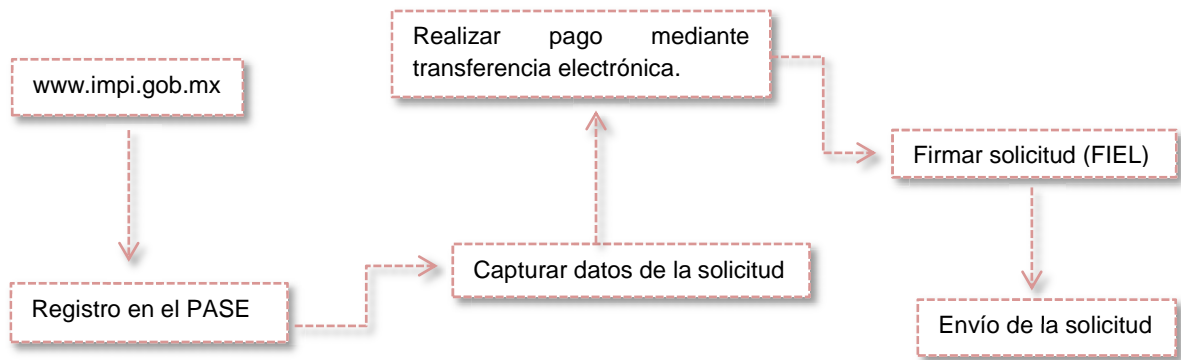 www.impi.gob.mx
Registro en el PASE
Capturar datos de la solicitud
Realizar pago mediante
transferencia electrónica.
Firmar solicitud (FIEL)
Envío de la solicitud